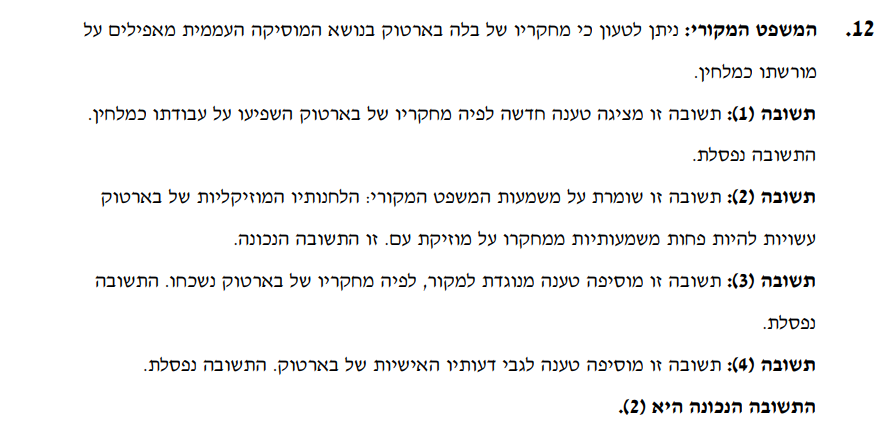 12. המשפט המקורי: ניתן לטעון כי מחקריו של בלה בארטוק בנושא המוסיקה העממית מאפילים על
מורשתו כמלחין.
תשובה (1): תשובה זו מציגה טענה חדשה לפיה מחקריו של בארטוק השפיעו על עבודתו כמלחין.
התשובה נפסלת.
תשובה (2): תשובה זו שומרת על משמעות המשפט המקורי: הלחנותיו המוזיקליות של בארטוק
עשויות להיות פחות משמעותיות ממחקרו על מוזיקת עם. זו התשובה הנכונה.
תשובה (3): תשובה זו מוסיפה טענה מנוגדת למקור, לפיה מחקריו של בארטוק נשכחו. התשובה
נפסלת.
תשובה (4): תשובה זו מוסיפה טענה לגבי דעותיו האישיות של בארטוק. התשובה נפסלת.
התשובה הנכונה היא (2).